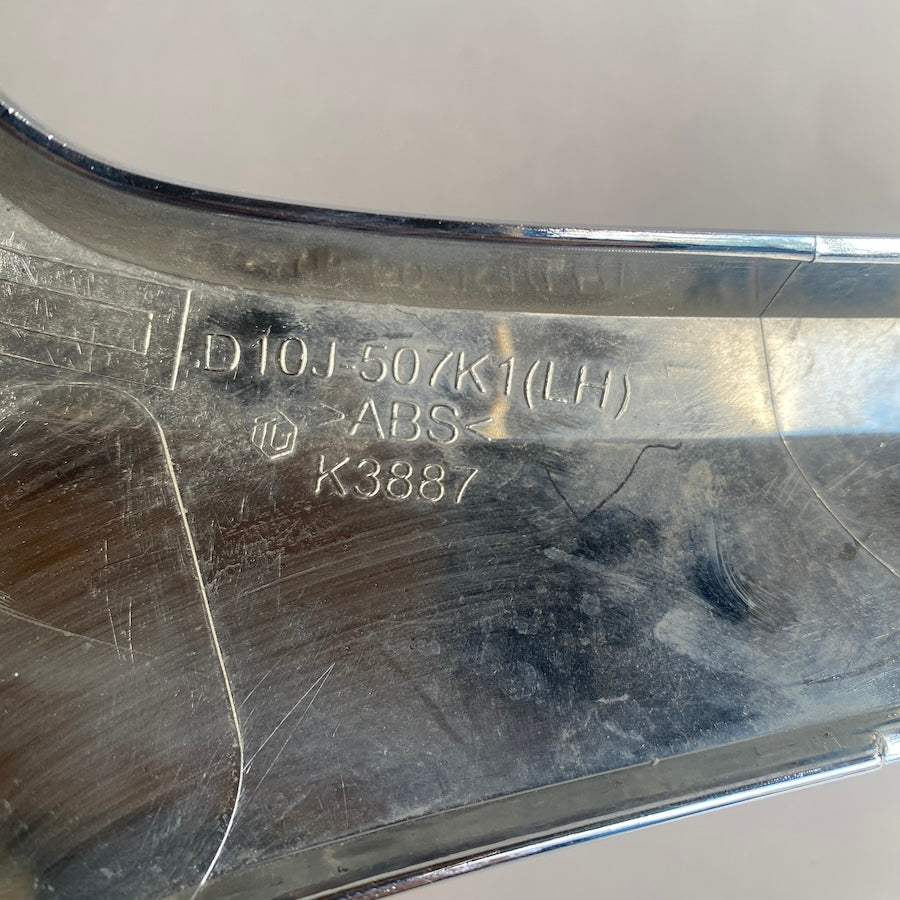 D10J-507K1(LH)
>ABS<
K3887